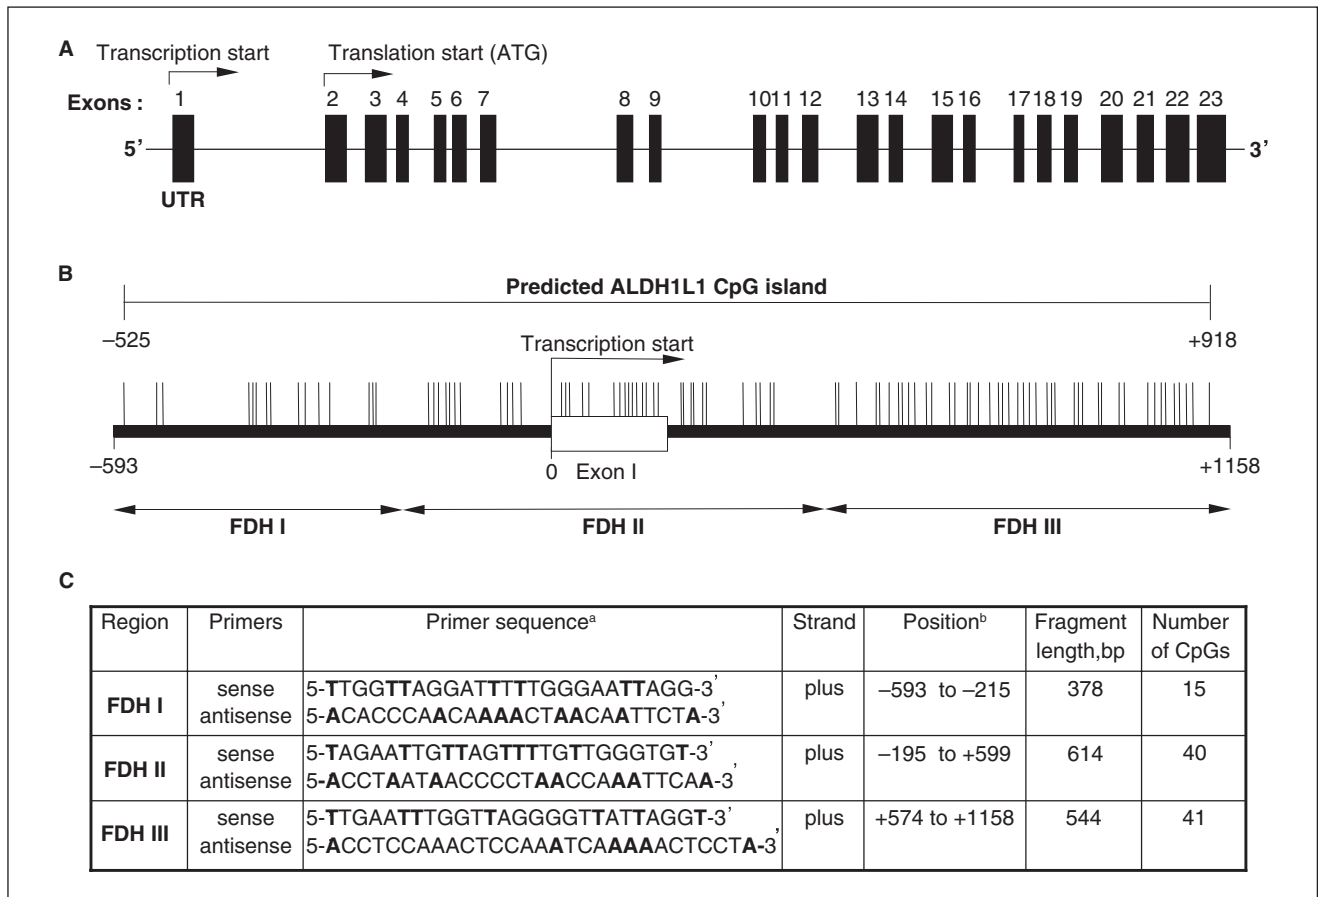 A
Transcription start
Translation start (ATG)
Exons : 1 2 3 4 5 6 7 8 9 10 11 12 13 14 15 16 17 18 19 20 21 22 23
5’ 3’
UTR
B
Predicted ALDH1L1 CpG island
–525 +918
Transcription start
–593 0 Exon I +1158
FDH I FDH II FDH III
C
Region Primers Primer sequenceᵃ Strand Positionᵇ Fragment length,bp Number of CpGs
FDH I sense 5-TTGGTTAGGATTTTTGGGAATTAGG-3’ plus –593 to –215 378 15
antisense 5-ACACCCAACAAAACTAACAATTCTA-3’
FDH II sense 5-TAGAATTGTTAGTTTTGTTGGGTGT-3’ plus –195 to +599 614 40
antisense 5-ACCTAATAACCCCTAACCAAATTCAA-3’
FDH III sense 5-TTGAATTTGGTTAGGGGTTATTAGGT-3’ plus +574 to +1158 544 41
antisense 5-ACCTCCAAACTCCAAATCAAAAACTCCTA-3’